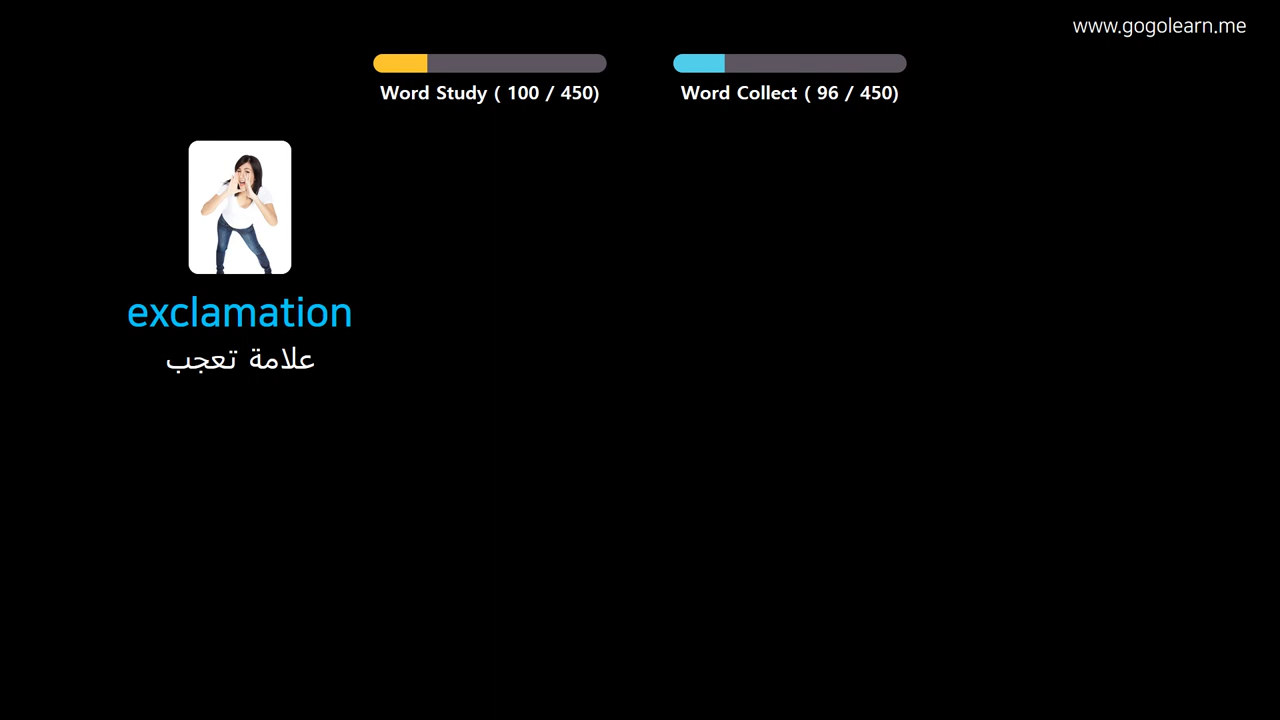 www.gogolearn.me
Word Study ( 100 / 450)
Word Collect ( 96 / 450)
exclamation
علامة تعجب